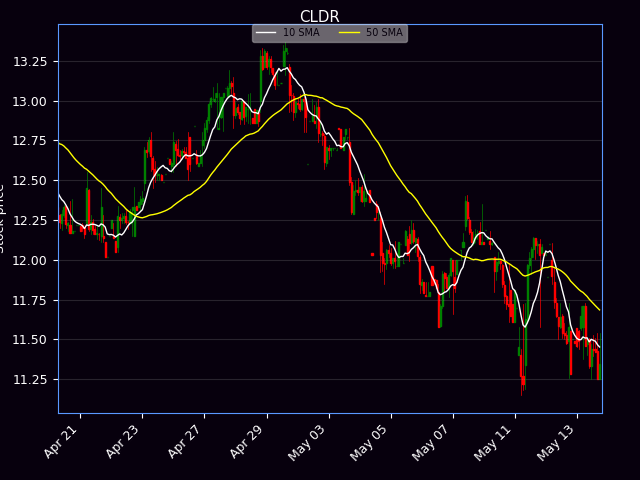 CLDR
10 SMA 50 SMA
13.25
13.00
12.75
12.50
12.25
12.00
11.75
11.50
11.25
Stock price
Apr 21 Apr 23 Apr 27 Apr 29 May 03 May 05 May 07 May 11 May 13